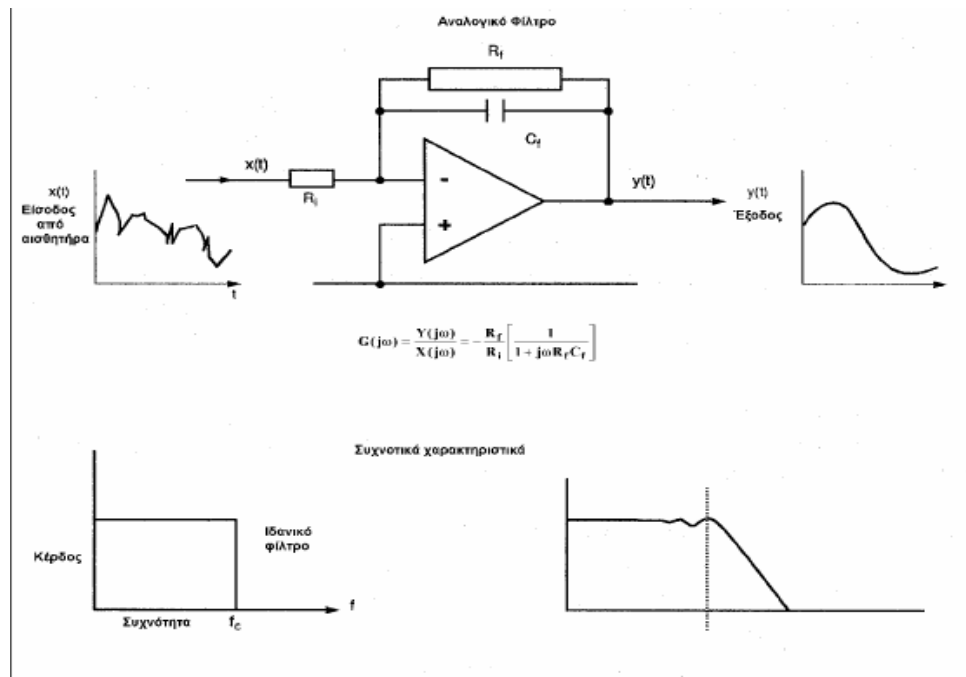 Αναλογικό Φίλτρο
R_f
C_f
x(t)
R_i
-
+
y(t)
x(t)
Είσοδος
από
αισθητήρα
t
y(t)
Έξοδος
G(jω) = Y(jω) / X(jω) = - R_f / R_i [ 1 / (1 + jωR_fC_f) ]
Συχνοτικά χαρακτηριστικά
Κέρδος
Ιδανικό
φίλτρο
f
Συχνότητα
f_c